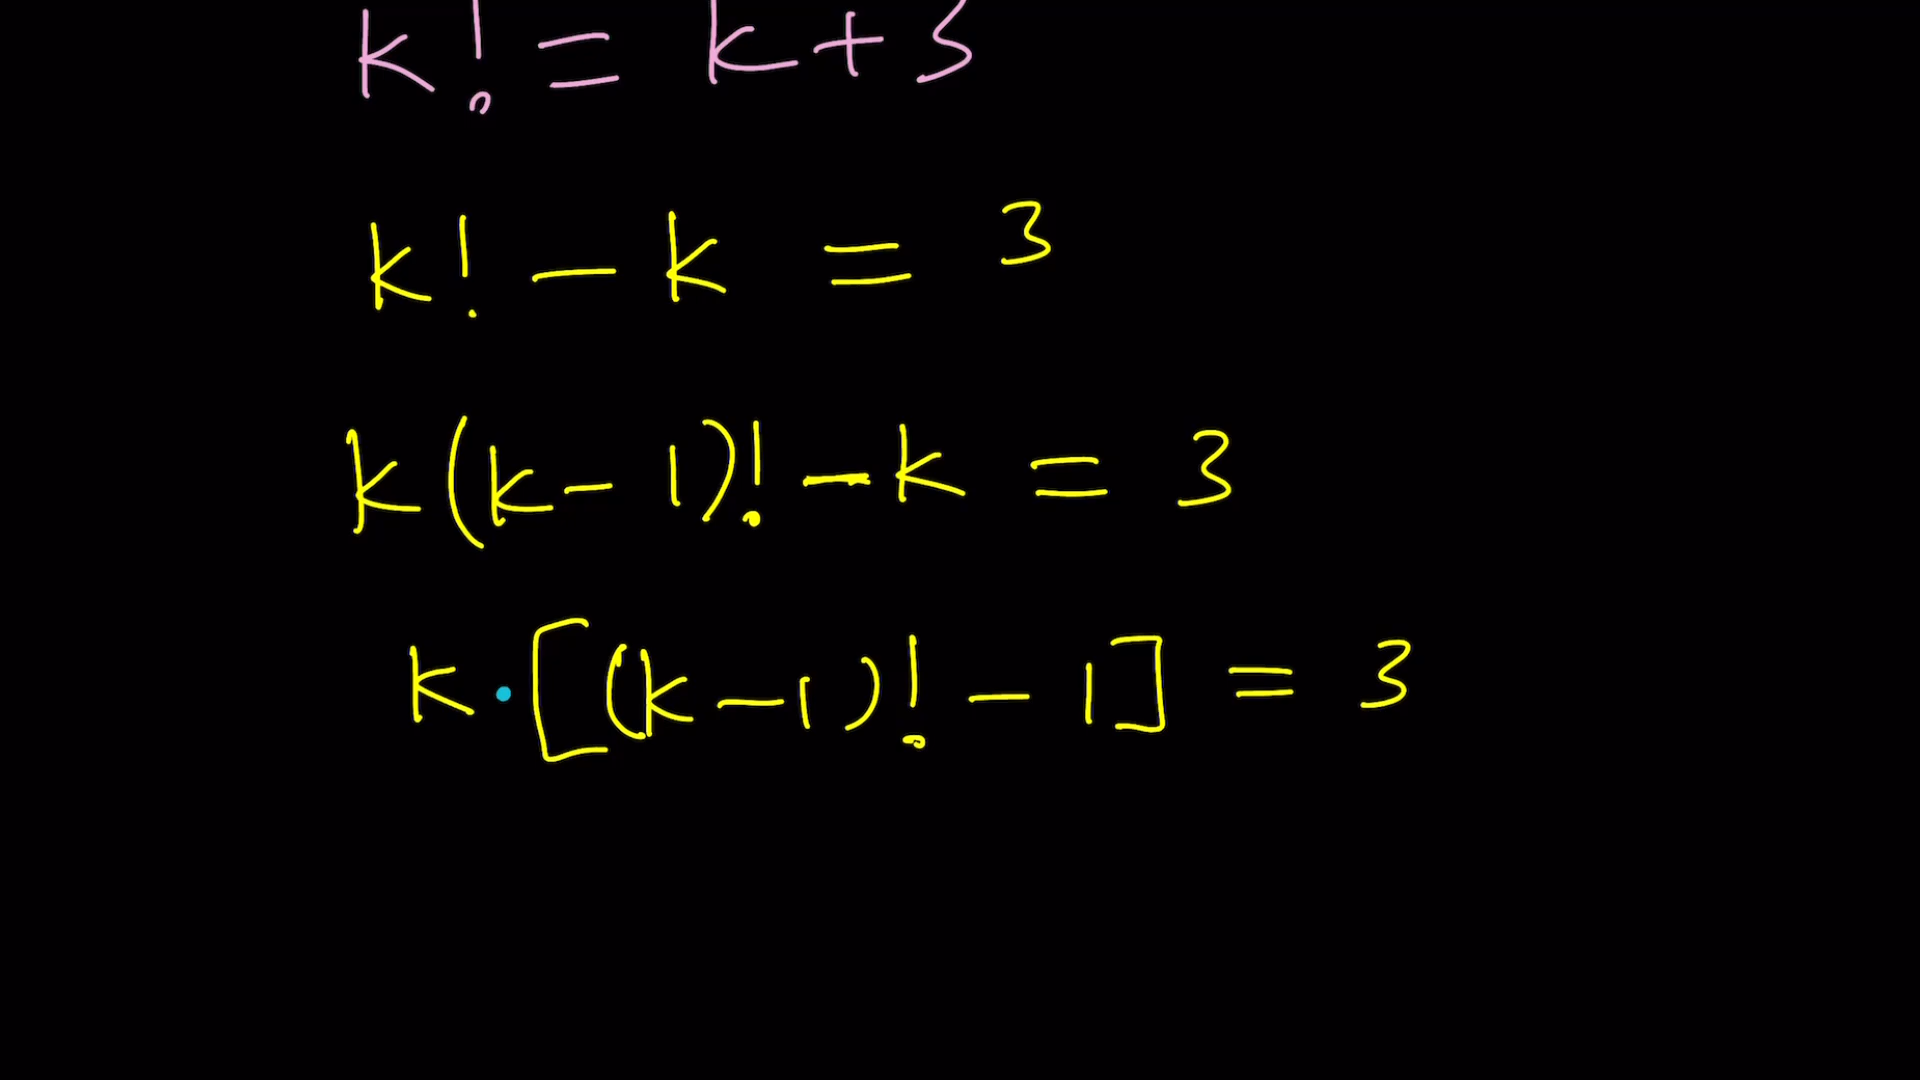 k! = k+3
k! - k = 3
k(k-1)! - k = 3
k·[(k-1)! - 1] = 3